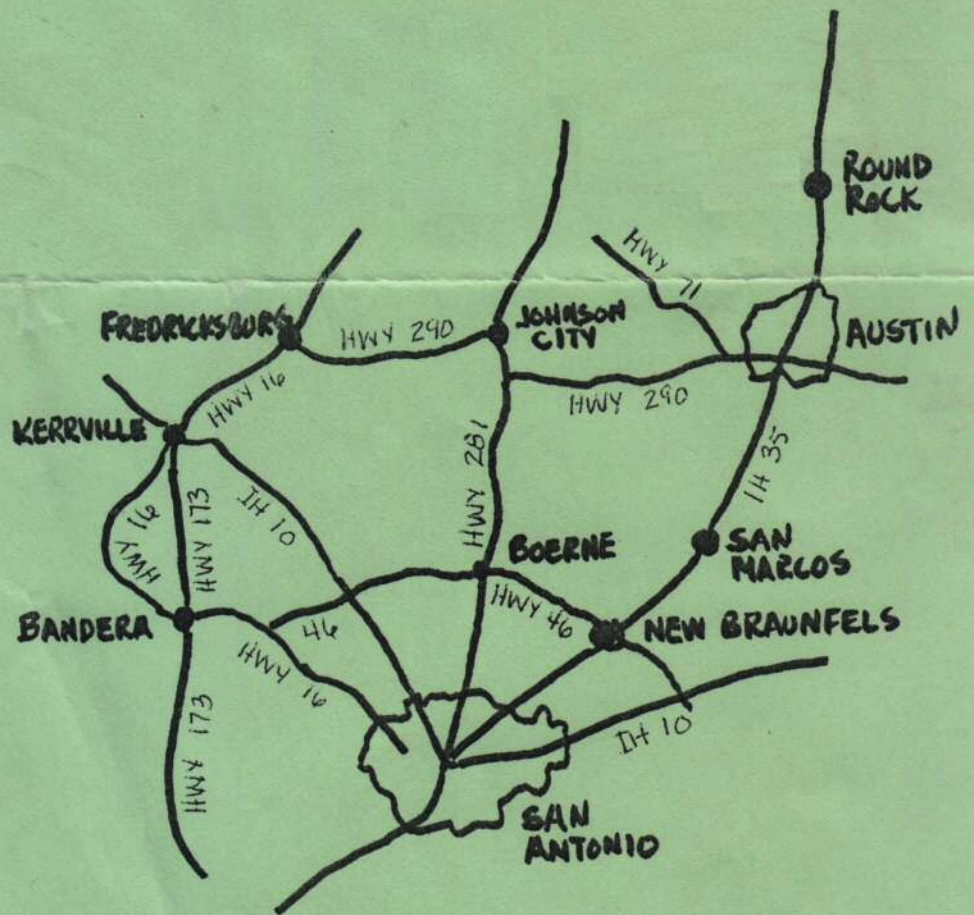 ROUND
ROCK
HWY 71
FREDRICKSBURG
HWY 290
JOHNSON
CITY
AUSTIN
HWY 16
HWY 290
KERRVILLE
HWY 281
IH 35
HWY 16
HWY 173
IH 10
BOERNE
SAN
MARCOS
HWY 46
BANDERA
46
NEW BRAUNFELS
HWY 16
HWY 173
IH 10
SAN
ANTONIO